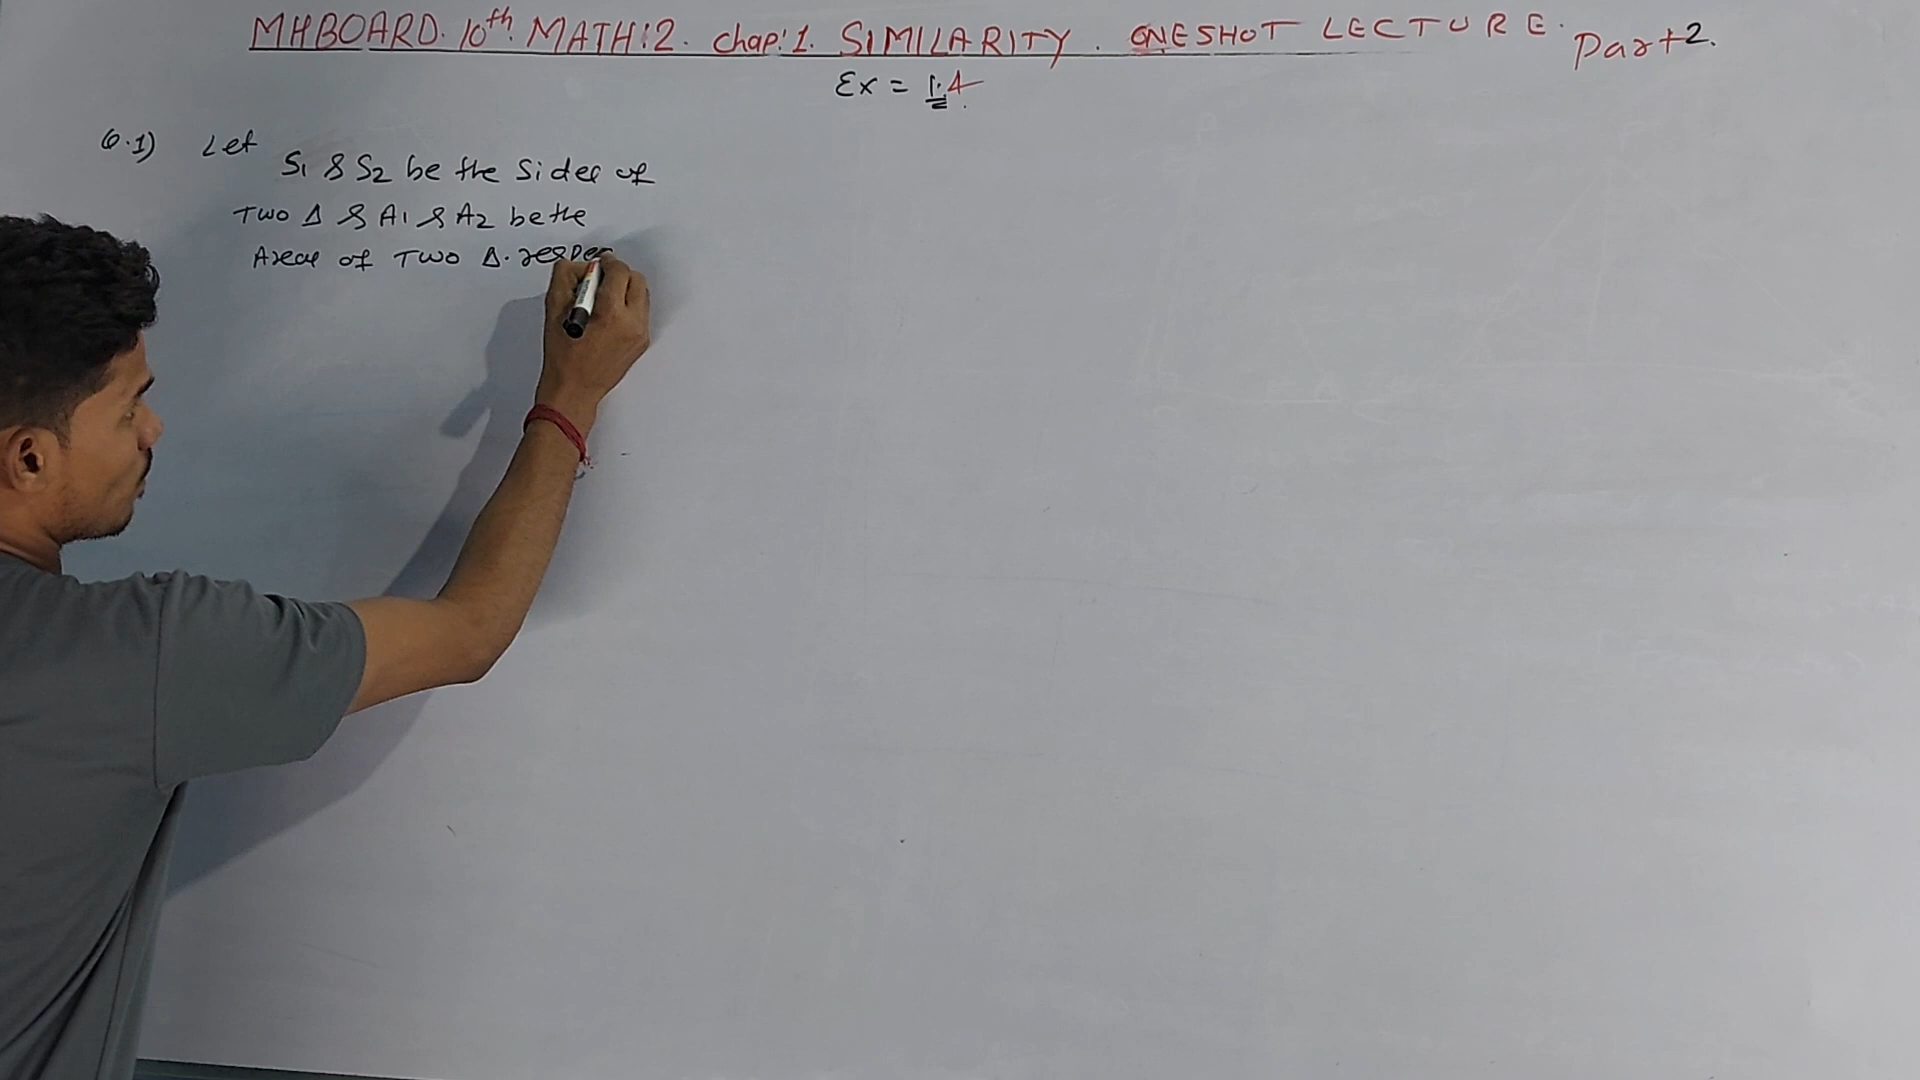 MHBOARD. 10th. MATH:2. chap:1. SIMILARITY. ONESHOT LECTURE. Part 2.
Ex = 1.4.
Q.1) Let
S1 & S2 be the Sides of
Two Δ & A1 & A2 be the
Areas of Two Δ. respe